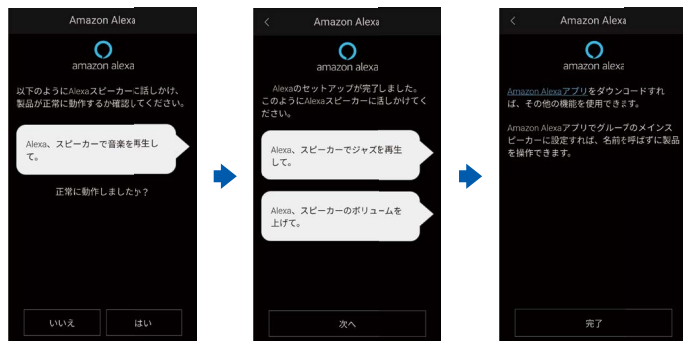 Amazon Alexa
amazon alexa
以下のようにAlexaスピーカーに話しかけ、
製品が正常に動作するか確認してください。
Alexa、スピーカーで音楽を再生し
て。
正常に動作しましたか？
いいえ
はい
Amazon Alexa
amazon alexa
Alexaのセットアップが完了しました。
このようにAlexaスピーカーに話しかけてく
ださい。
Alexa、スピーカーでジャズを再生
して。
Alexa、スピーカーのボリュームを
上げて。
次へ
Amazon Alexa
amazon alexa
Amazon Alexaアプリをダウンロードすれ
ば、その他の機能を使用できます。
Amazon Alexaアプリでグループのメインス
ピーカーに設定すれば、名前を呼ばずに製品
を操作できます。
完了